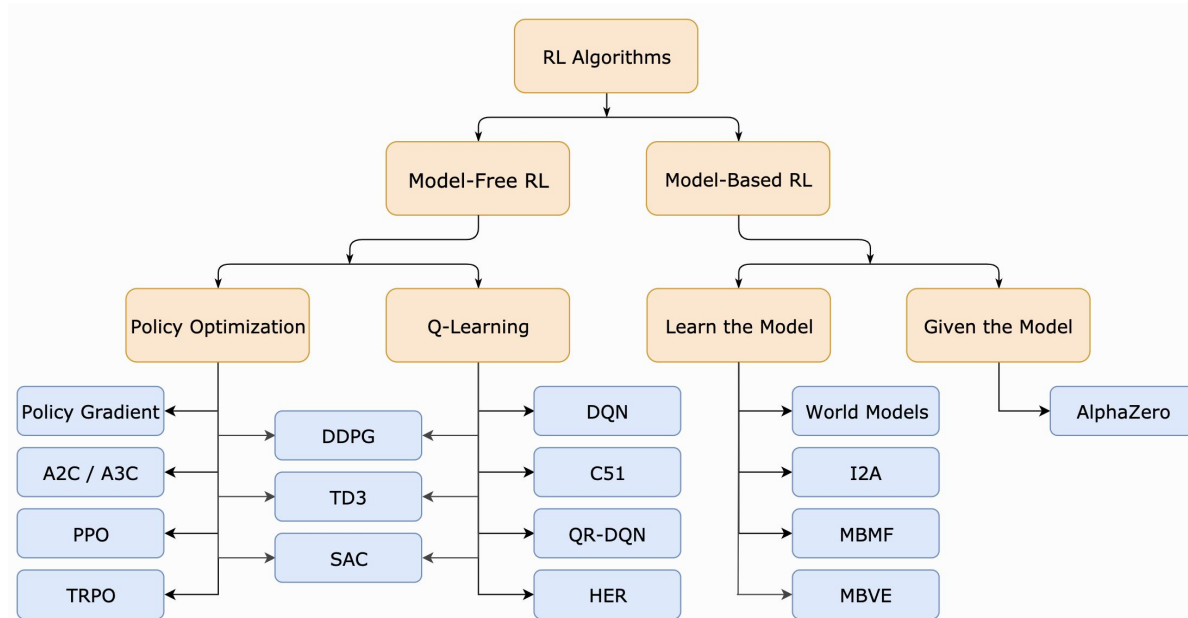 RL Algorithms
Model-Free RL
Model-Based RL
Policy Optimization
Q-Learning
Learn the Model
Given the Model
Policy Gradient
DDPG
DQN
World Models
AlphaZero
A2C / A3C
TD3
C51
I2A
PPO
SAC
QR-DQN
MBMF
TRPO
HER
MBVE